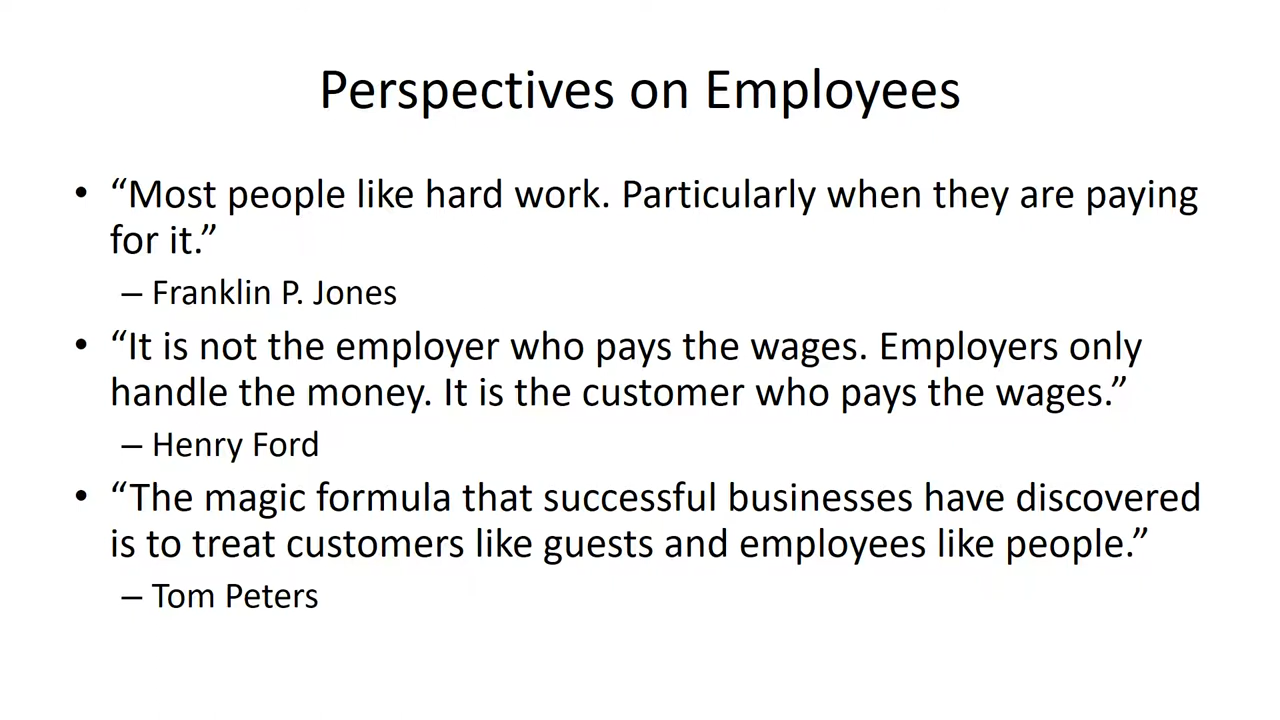 Perspectives on Employees
• “Most people like hard work. Particularly when they are paying
for it.”
– Franklin P. Jones
• “It is not the employer who pays the wages. Employers only
handle the money. It is the customer who pays the wages.”
– Henry Ford
• “The magic formula that successful businesses have discovered
is to treat customers like guests and employees like people.”
– Tom Peters